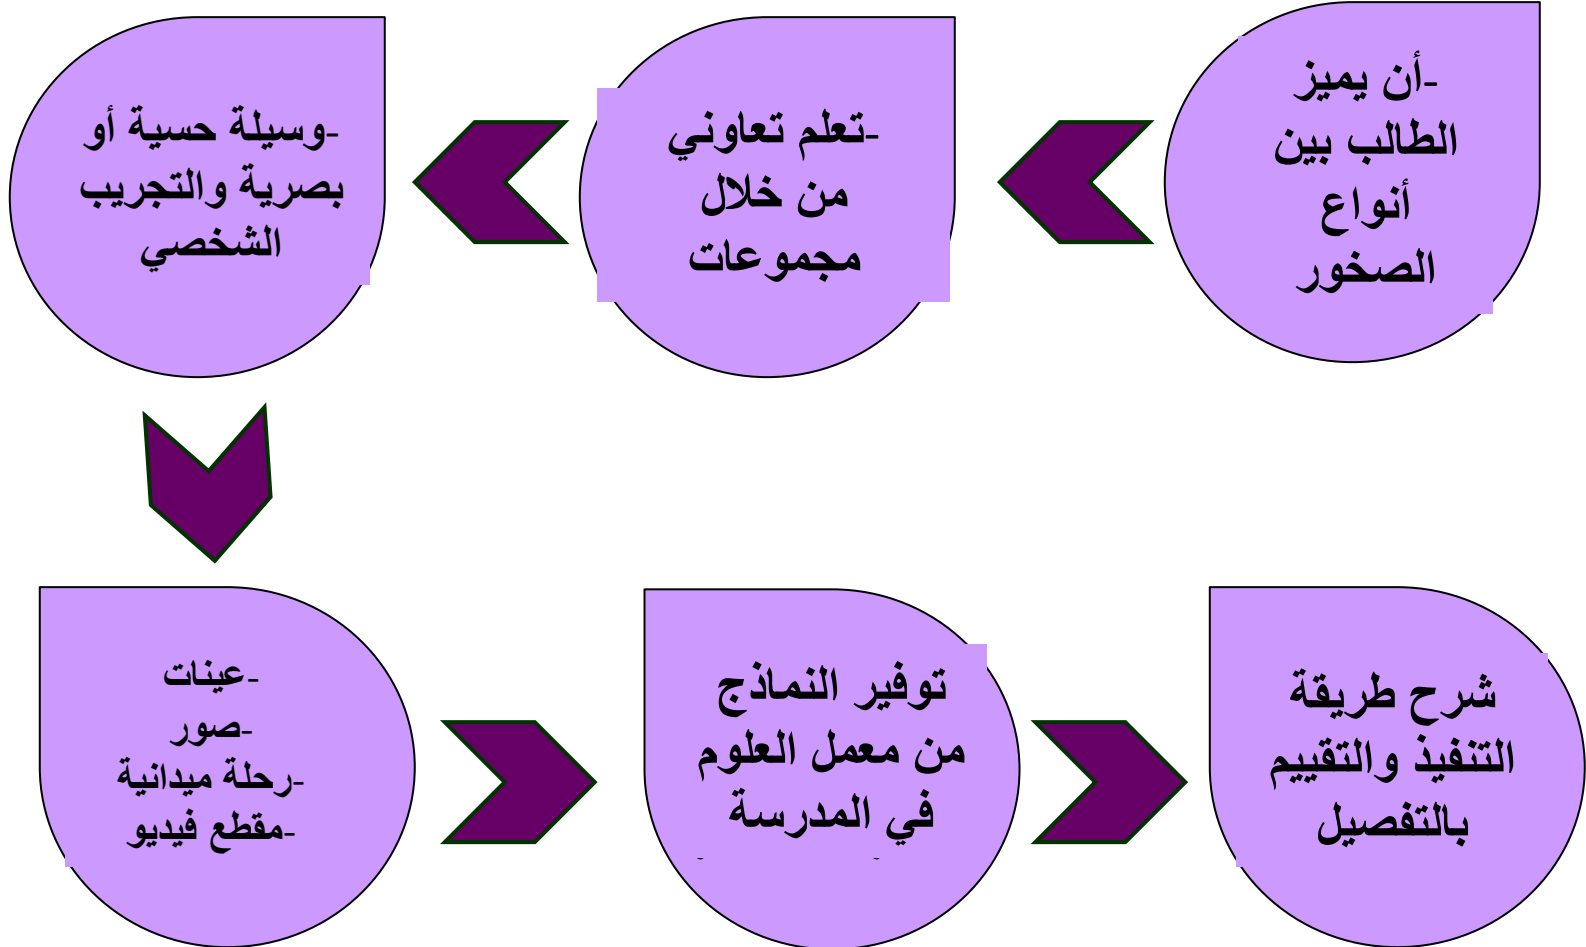 -أن يميز
الطالب بين
أنواع
الصخور
-تعلم تعاوني
من خلال
مجموعات
-وسيلة حسية أو
بصرية والتجريب
الشخصي
-عينات
-صور
-رحلة ميدانية
-مقطع فيديو
توفير النماذج
من معمل العلوم
في المدرسة
شرح طريقة
التنفيذ والتقييم
بالتفصيل